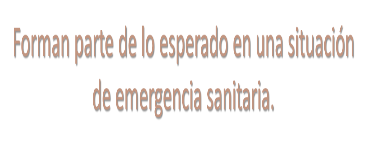 Forman parte de lo esperado en una situación
de emergencia sanitaria.